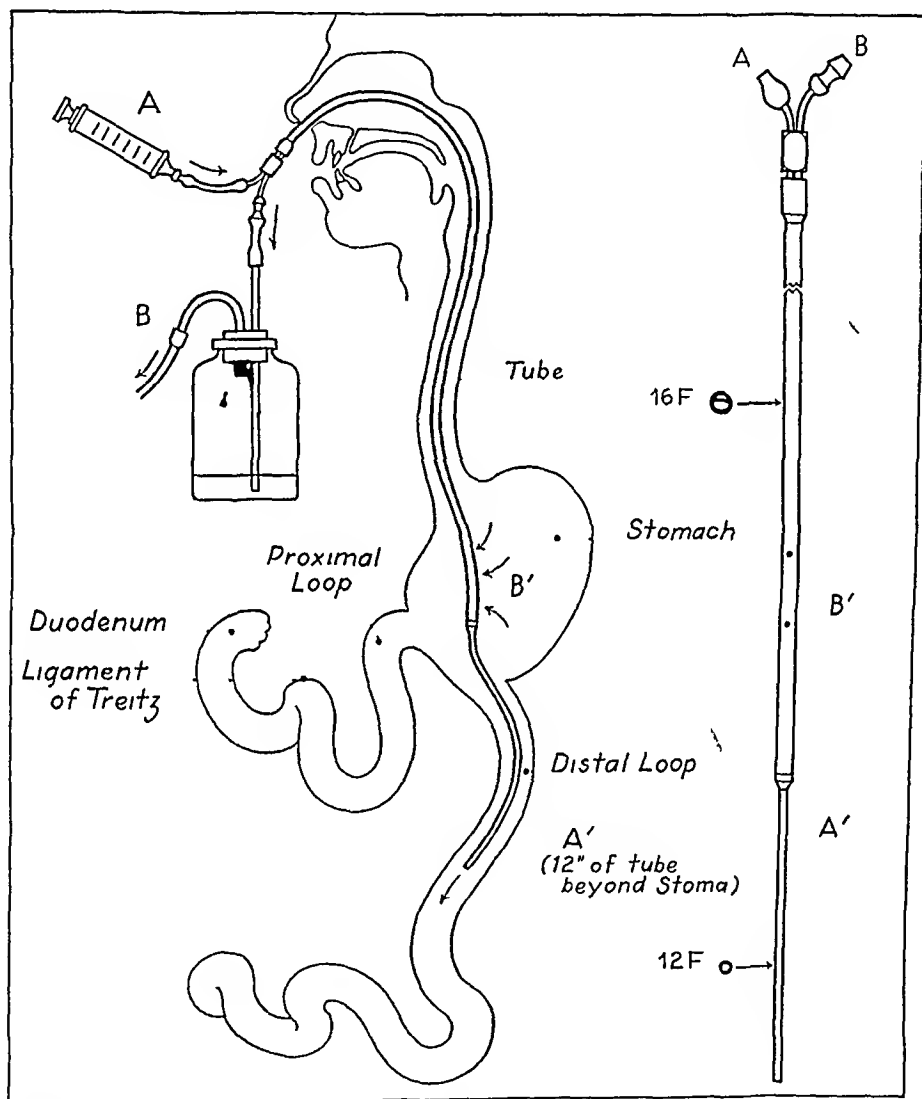 A
B
A
B
Tube
16F
Stomach
Proximal
Loop
B'
B'
Duodenum
Ligament
of Treitz
Distal Loop
A'
A'
(12" of tube
beyond Stoma)
12F